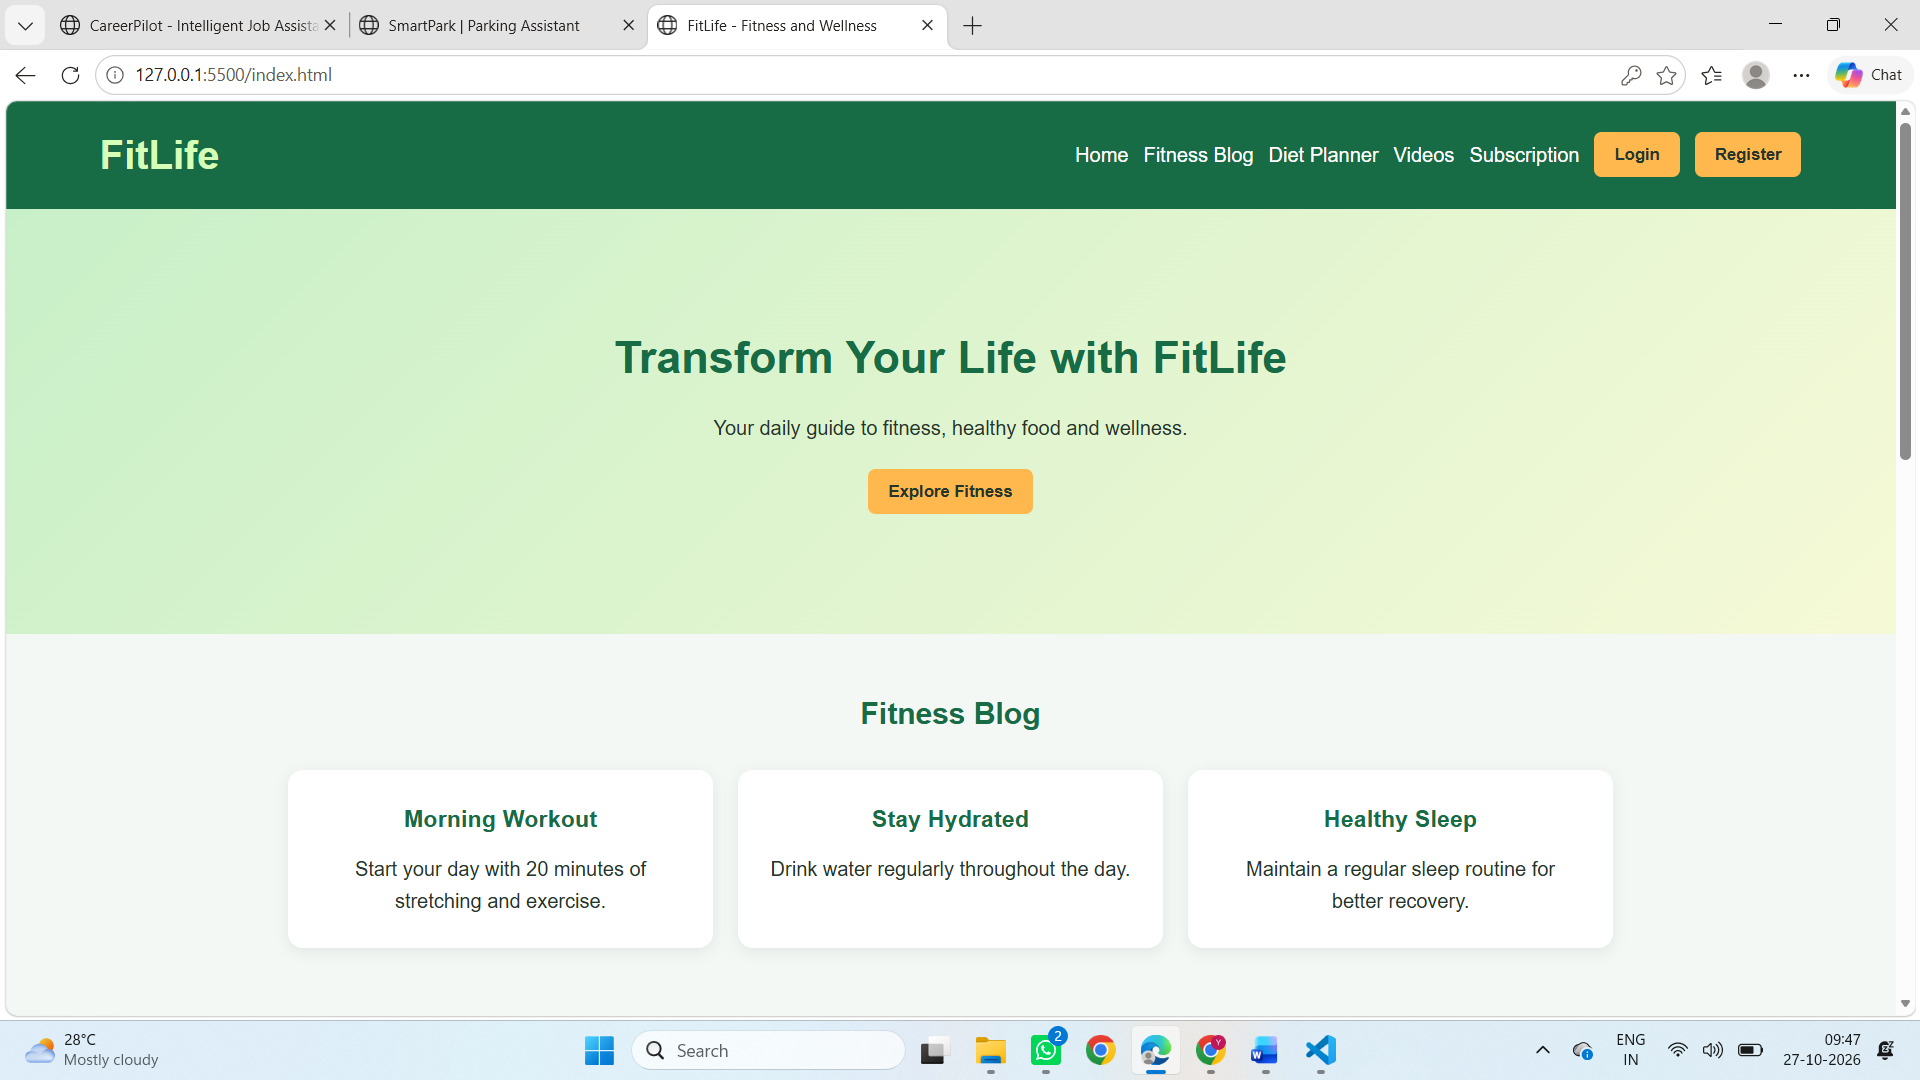 CareerPilot - Intelligent Job Assista
SmartPark | Parking Assistant
FitLife - Fitness and Wellness
127.0.0.1:5500/index.html
Chat
FitLife
Home
Fitness Blog
Diet Planner
Videos
Subscription
Login
Register
Transform Your Life with FitLife
Your daily guide to fitness, healthy food and wellness.
Explore Fitness
Fitness Blog
Morning Workout
Start your day with 20 minutes of
stretching and exercise.
Stay Hydrated
Drink water regularly throughout the day.
Healthy Sleep
Maintain a regular sleep routine for
better recovery.
28°C
Mostly cloudy
Search
2
Y
W
ENG
IN
09:47
27-10-2026